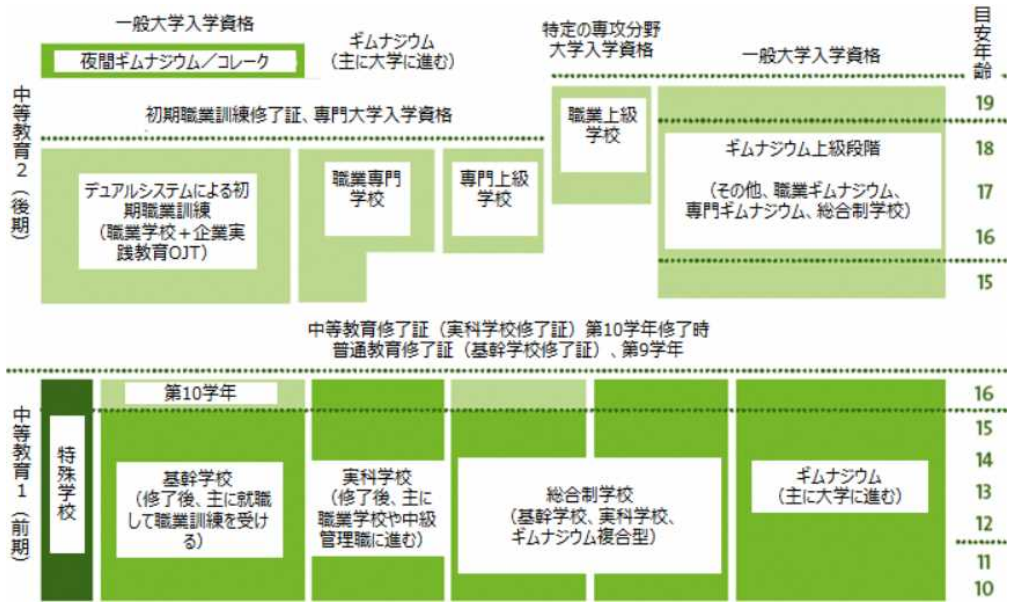 一般大学入学資格
夜間ギムナジウム／コレーク
ギムナジウム
（主に大学に進む）
特定の専攻分野
大学入学資格
一般大学入学資格
目安年齢
中等教育２（後期）
初期職業訓練修了証、専門大学入学資格
デュアルシステムによる初
期職業訓練
（職業学校＋企業実
践教育OJT）
職業専門
学校
専門上級
学校
職業上級
学校
ギムナジウム上級段階
（その他、職業ギムナジウム、
専門ギムナジウム、総合制学校）
19
18
17
16
15
中等教育修了証（実科学校修了証）第10学年修了時
普通教育修了証（基幹学校修了証）、第9学年
中等教育１（前期）
特殊学校
第10学年
基幹学校
（修了後、主に就職
して職業訓練を受け
る）
実科学校
（修了後、主に
職業学校や中級
管理職に進む）
総合制学校
（基幹学校、実科学校、
ギムナジウム複合型）
ギムナジウム
（主に大学に進む）
16
15
14
13
12
11
10